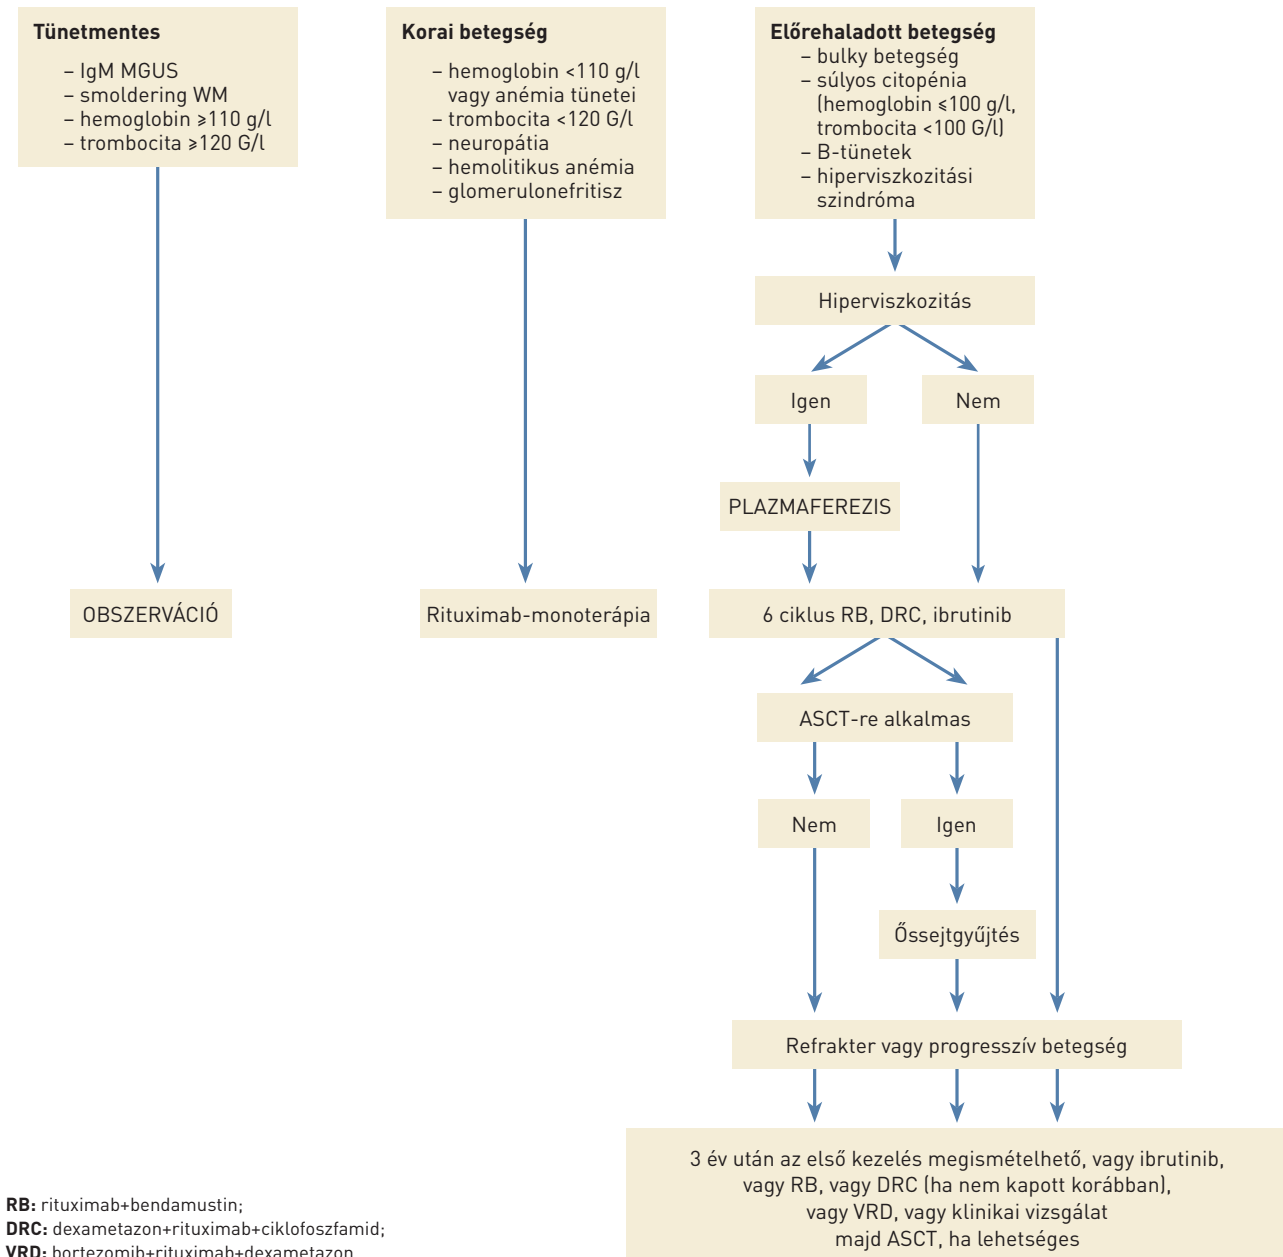 Tünetmentes
– IgM MGUS
– smoldering WM
– hemoglobin ≥110 g/l
– trombocita ≥120 G/l
Korai betegség
– hemoglobin <110 g/l
vagy anémia tünetei
– trombocita <120 G/l
– neuropátia
– hemolitikus anémia
– glomerulonefritisz
Előrehaladott betegség
– bulky betegség
– súlyos citopénia
(hemoglobin ≤100 g/l,
trombocita <100 G/l)
– B-tünetek
– hiperviszkozitási
szindróma
Hiperviszkozitás
Igen
Nem
PLAZMAFEREZIS
OBSZERVÁCIÓ
Rituximab-monoterápia
6 ciklus RB, DRC, ibrutinib
ASCT-re alkalmas
Nem
Igen
Őssejtgyűjtés
Refrakter vagy progresszív betegség
3 év után az első kezelés megismételhető, vagy ibrutinib,
vagy RB, vagy DRC (ha nem kapott korábban),
vagy VRD, vagy klinikai vizsgálat
majd ASCT, ha lehetséges
RB: rituximab+bendamustin;
DRC: dexametazon+rituximab+ciklofoszfamid;
VRD: bortezomib+rituximab+dexametazon